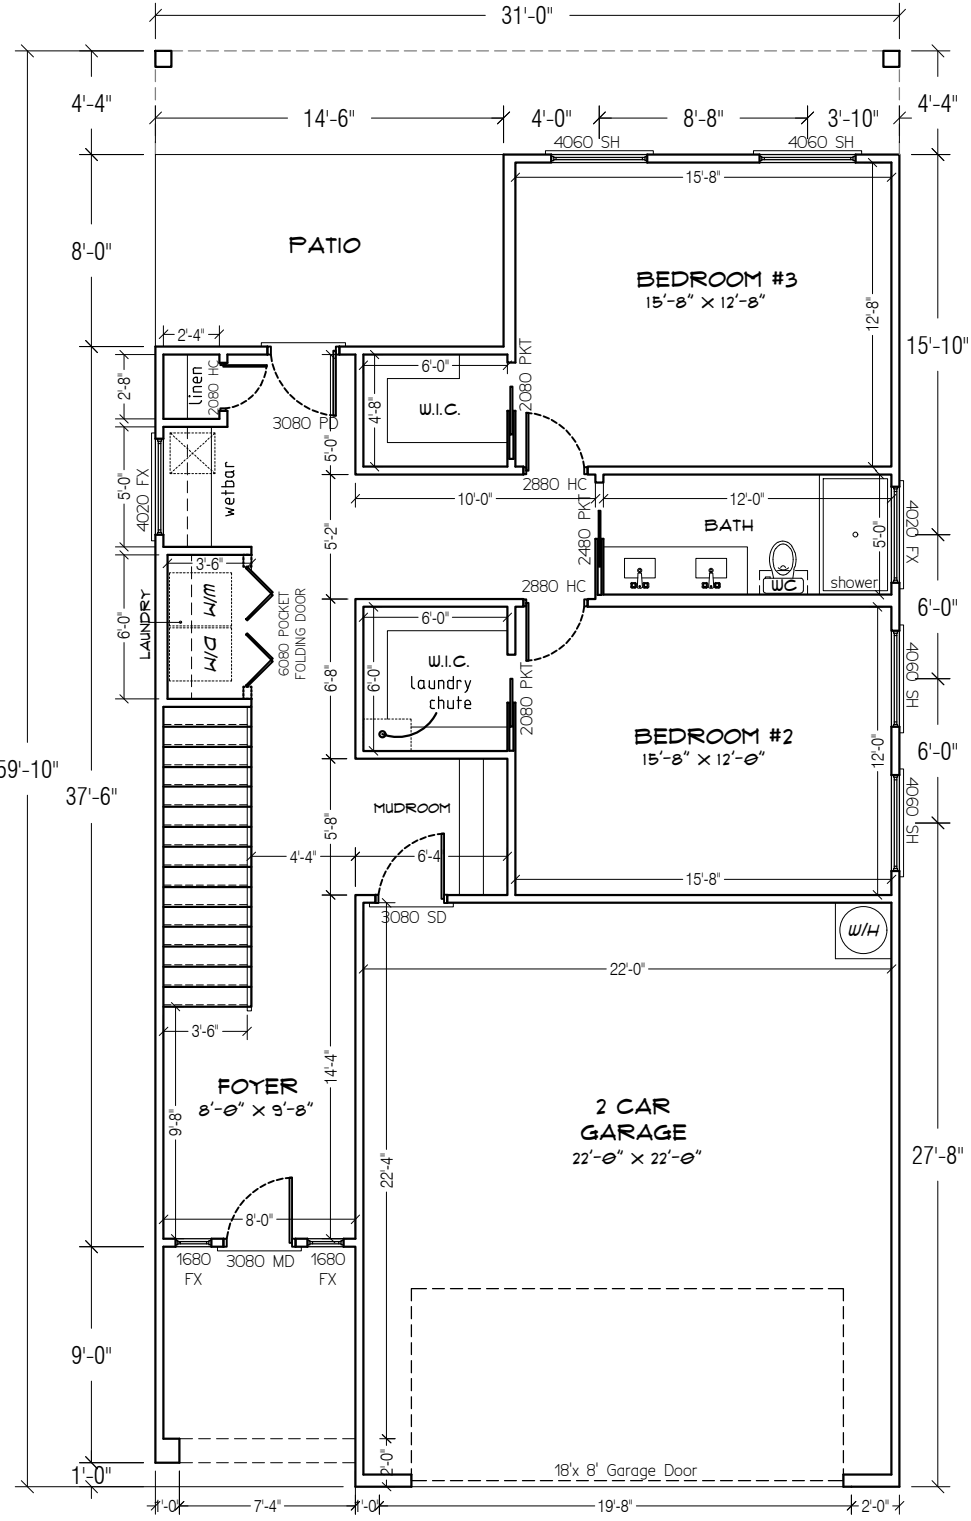 31'-0"
4'-4"
4'-4"
14'-6"
4'-0"
8'-8"
3'-10"
4060 SH
4060 SH
15'-8"
PATIO
8'-0"
BEDROOM #3
15'-8" X 12'-8"
12'-8"
15'-10"
2'-4"
2'-8"
linen
2080 HC
3080 PD
6'-0"
4'-8"
W.I.C.
2080 PKT
5'-0"
5'-0"
4020 FX
wetbar
2880 HC
10'-0"
12'-0"
2480 PKT
BATH
5'-0"
4020 FX
5'-2"
3'-6"
W/M
D/M
LAUNDRY
6'-0"
6080 POCKET
FOLDING DOOR
2880 HC
WC
shower
6'-0"
6'-0"
6'-0"
W.I.C.
laundry
chute
2080 PKT
6'-8"
4060
SH
BEDROOM #2
15'-8" X 12'-0"
12'-0"
6'-0"
4060
SH
59'-10"
37'-6"
MUDROOM
5'-8"
4'-4"
6'-4
15'-8"
3080 SD
W/H
22'-0"
3'-6"
14'-4"
FOYER
8'-0" X 9'-8"
9'-8"
2 CAR
GARAGE
22'-0" X 22'-0"
22'-4"
27'-8"
8'-0"
1680
FX
3080 MD
1680
FX
9'-0"
1'-0"
2'-0"
18'x 8' Garage Door
1'-0"
7'-4"
1'-0"
19'-8"
2'-0"